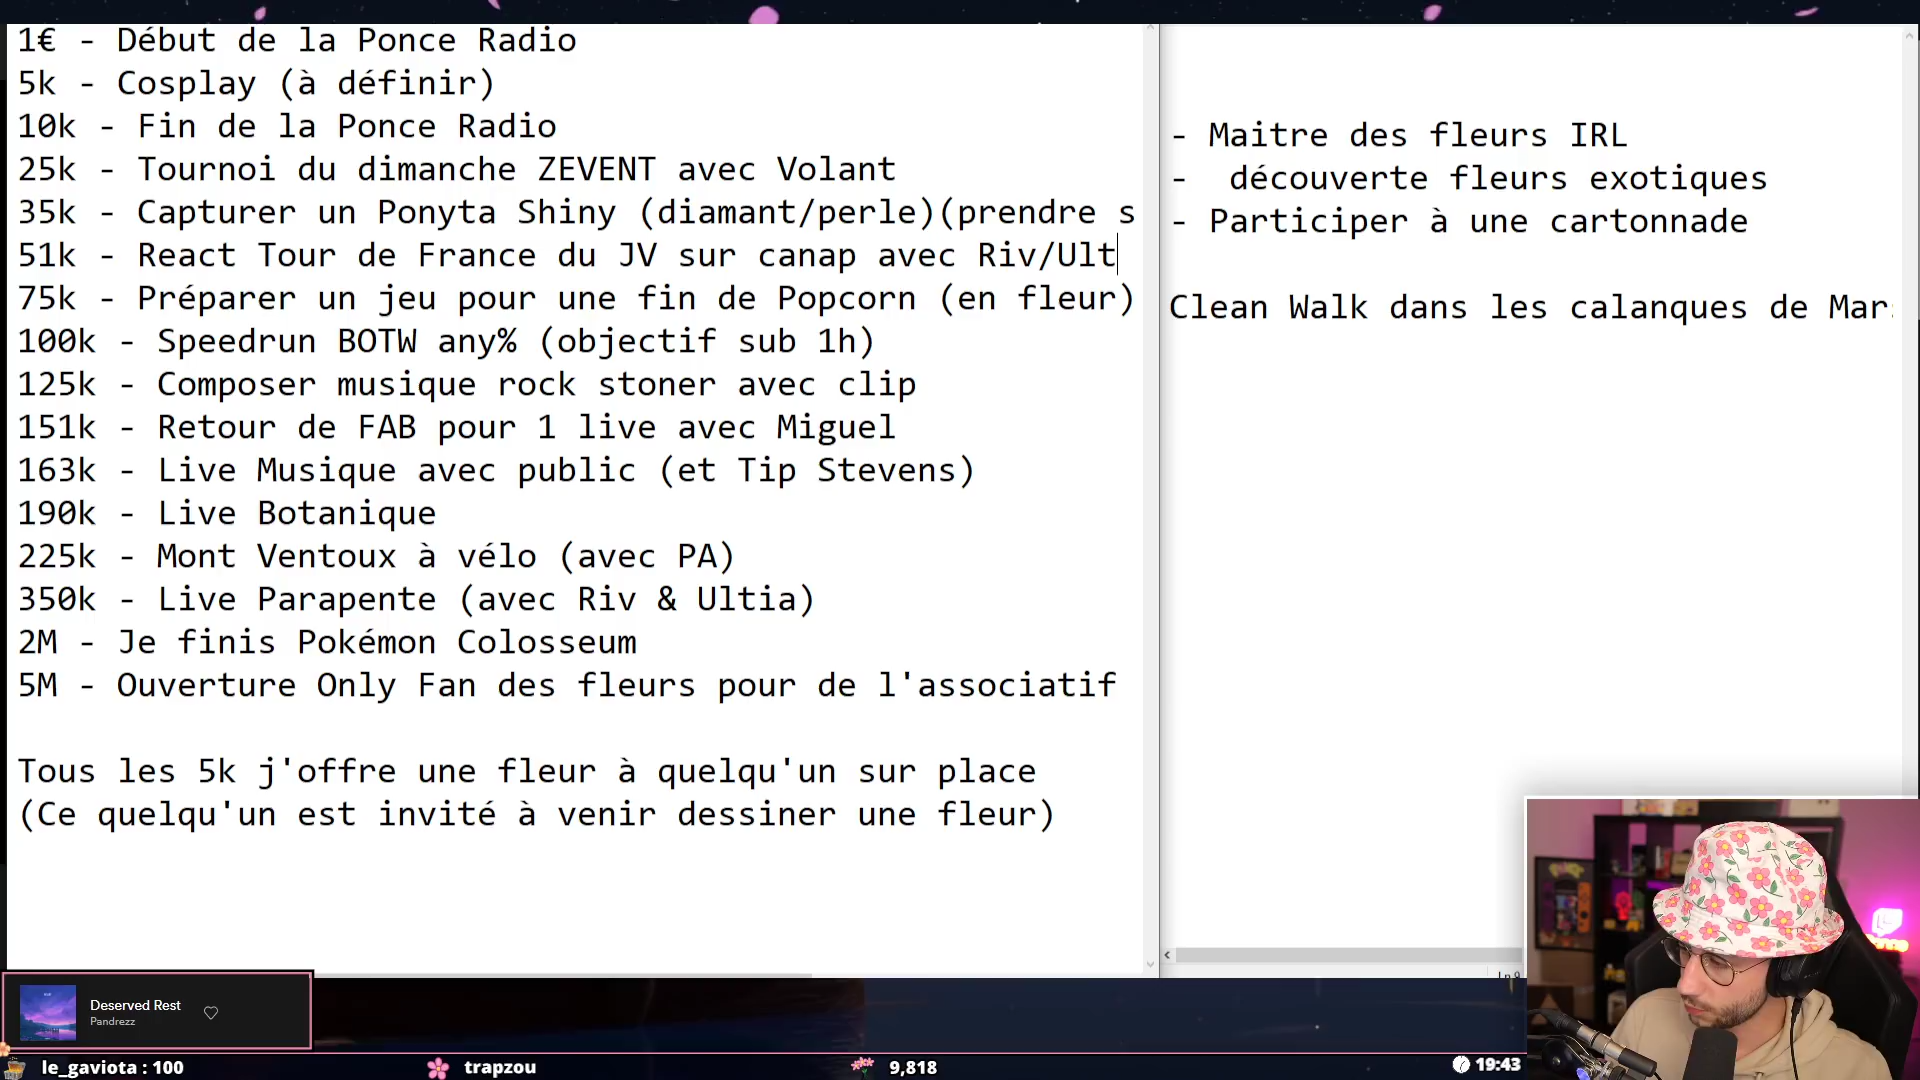 1€ - Début de la Ponce Radio
5k - Cosplay (à définir)
10k - Fin de la Ponce Radio
25k - Tournoi du dimanche ZEVENT avec Volant
35k - Capturer un Ponyta Shiny (diamant/perle)(prendre s
51k - React Tour de France du JV sur canap avec Riv/Ult
75k - Préparer un jeu pour une fin de Popcorn (en fleur)
100k - Speedrun BOTW any% (objectif sub 1h)
125k - Composer musique rock stoner avec clip
151k - Retour de FAB pour 1 live avec Miguel
163k - Live Musique avec public (et Tip Stevens)
190k - Live Botanique
225k - Mont Ventoux à vélo (avec PA)
350k - Live Parapente (avec Riv & Ultia)
2M - Je finis Pokémon Colosseum
5M - Ouverture Only Fan des fleurs pour de l'associatif
Tous les 5k j'offre une fleur à quelqu'un sur place
(Ce quelqu'un est invité à venir dessiner une fleur)
- Maitre des fleurs IRL
- découverte fleurs exotiques
- Participer à une cartonnade
Clean Walk dans les calanques de Mar
Deserved Rest
Pandrezz
le_gaviota : 100
trapzou
9,818
19:43